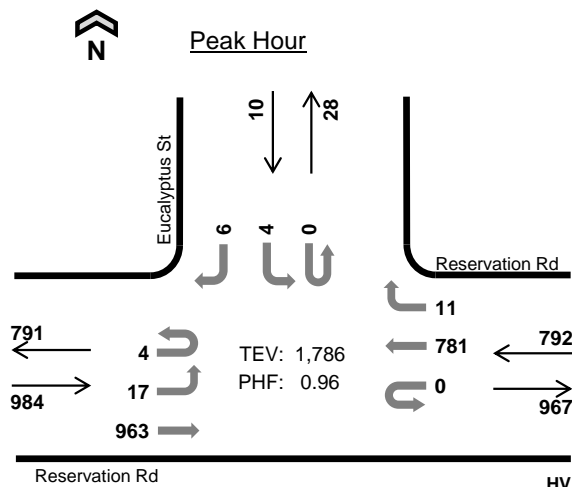 N
Peak Hour
10
28
Eucalyptus St
6
4
0
Reservation Rd
11
791
4
TEV: 1,786
781
792
984
17
PHF: 0.96
0
967
963
Reservation Rd
HV